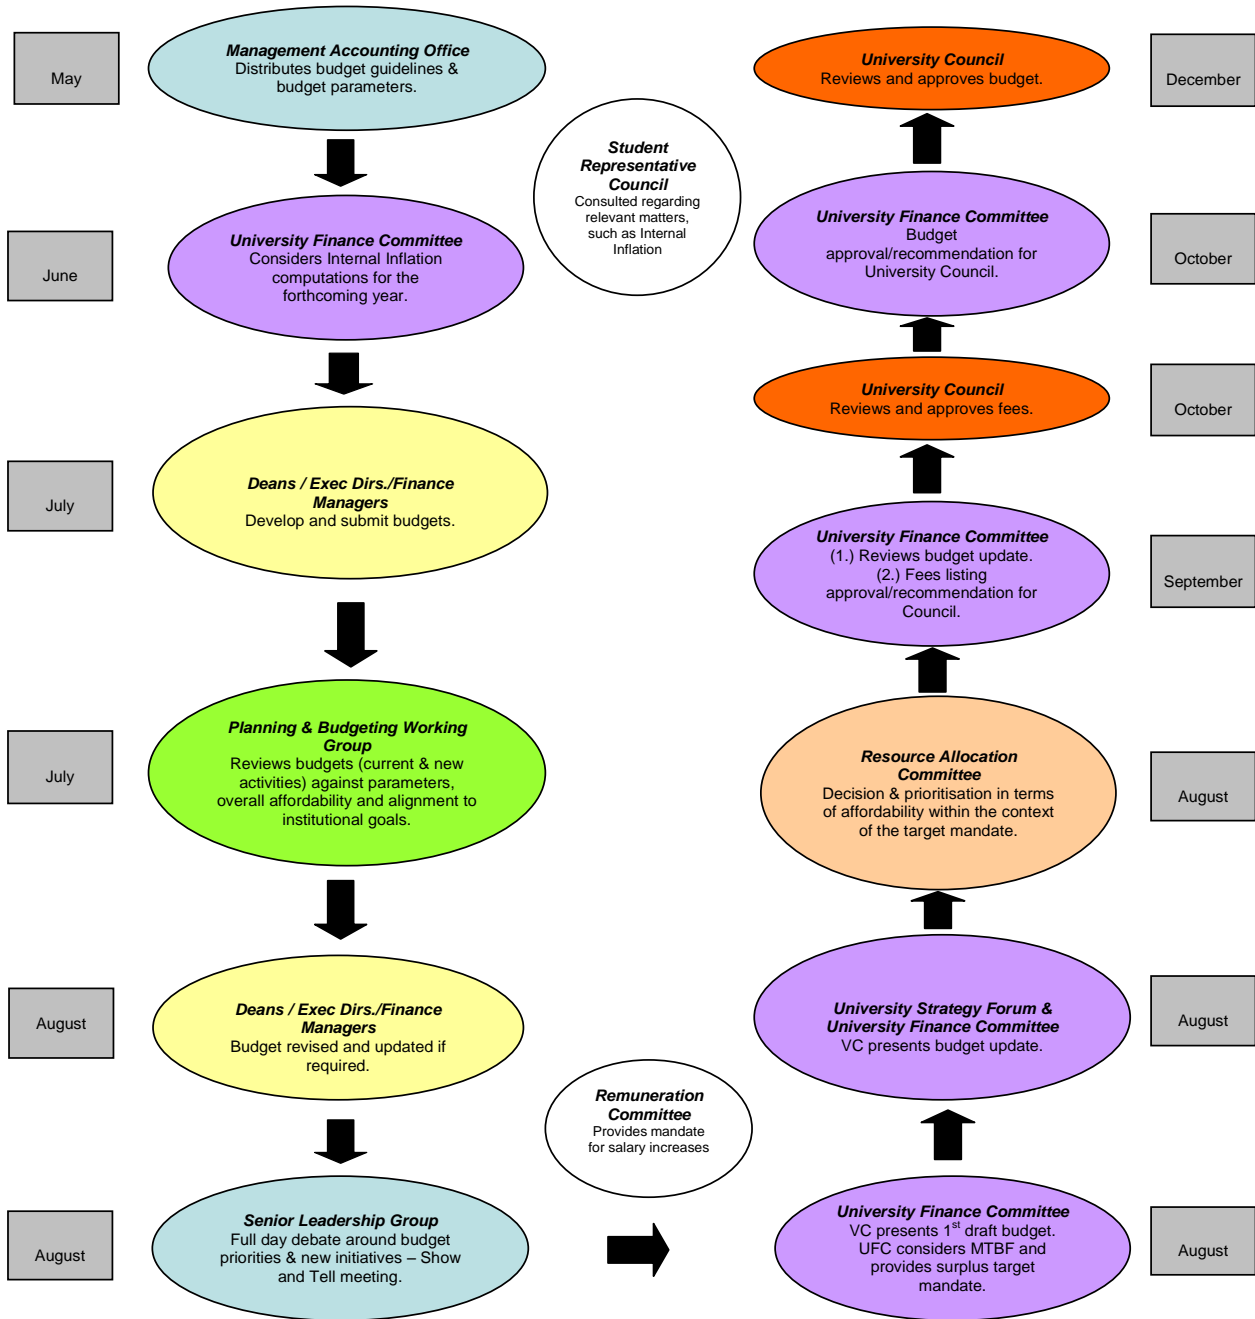 May
Management Accounting Office
Distributes budget guidelines &
budget parameters.
June
University Finance Committee
Considers Internal Inflation
computations for the
forthcoming year.
July
Deans / Exec Dirs./Finance
Managers
Develop and submit budgets.
July
Planning & Budgeting Working
Group
Reviews budgets (current & new
activities) against parameters,
overall affordability and alignment to
institutional goals.
August
Deans / Exec Dirs./Finance
Managers
Budget revised and updated if
required.
August
Senior Leadership Group
Full day debate around budget
priorities & new initiatives – Show
and Tell meeting.
Student
Representative
Council
Consulted regarding
relevant matters,
such as Internal
Inflation
Remuneration
Committee
Provides mandate
for salary increases
University Council
Reviews and approves budget.
December
University Finance Committee
Budget
approval/recommendation for
University Council.
October
University Council
Reviews and approves fees.
October
University Finance Committee
(1.) Reviews budget update.
(2.) Fees listing
approval/recommendation for
Council.
September
Resource Allocation
Committee
Decision & prioritisation in terms
of affordability within the context
of the target mandate.
August
University Strategy Forum &
University Finance Committee
VC presents budget update.
August
University Finance Committee
VC presents 1st draft budget.
UFC considers MTBF and
provides surplus target
mandate.
August